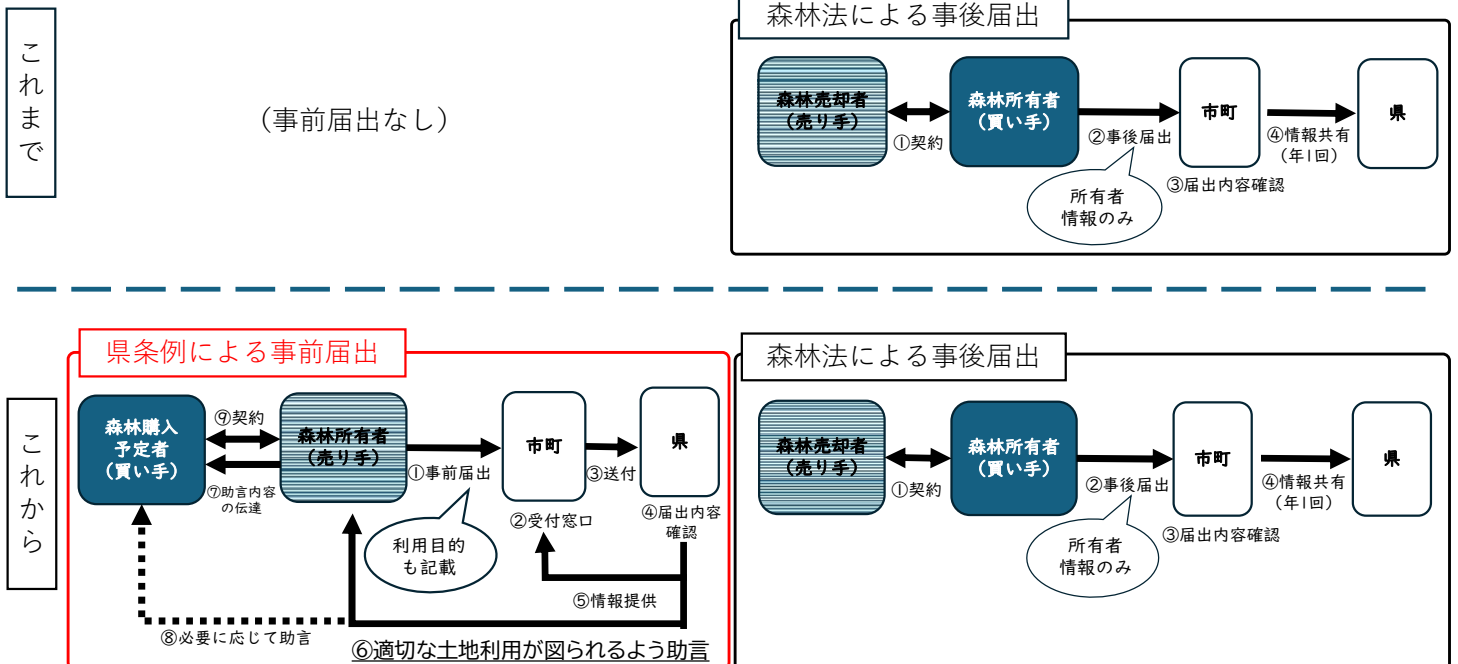 これまで
(事前届出なし)
森林法による事後届出
森林売却者
(売り手)
①契約
森林所有者
(買い手)
②事後届出
所有者
情報のみ
市町
③届出内容確認
④情報共有
(年1回)
県
これから
県条例による事前届出
森林購入
予定者
(買い手)
⑨契約
⑦助言内容
の伝達
森林所有者
(売り手)
①事前届出
利用目的
も記載
市町
②受付窓口
③送付
県
④届出内容
確認
⑤情報提供
⑧必要に応じて助言
⑥適切な土地利用が図られるよう助言
森林法による事後届出
森林売却者
(売り手)
①契約
森林所有者
(買い手)
②事後届出
所有者
情報のみ
市町
③届出内容確認
④情報共有
(年1回)
県